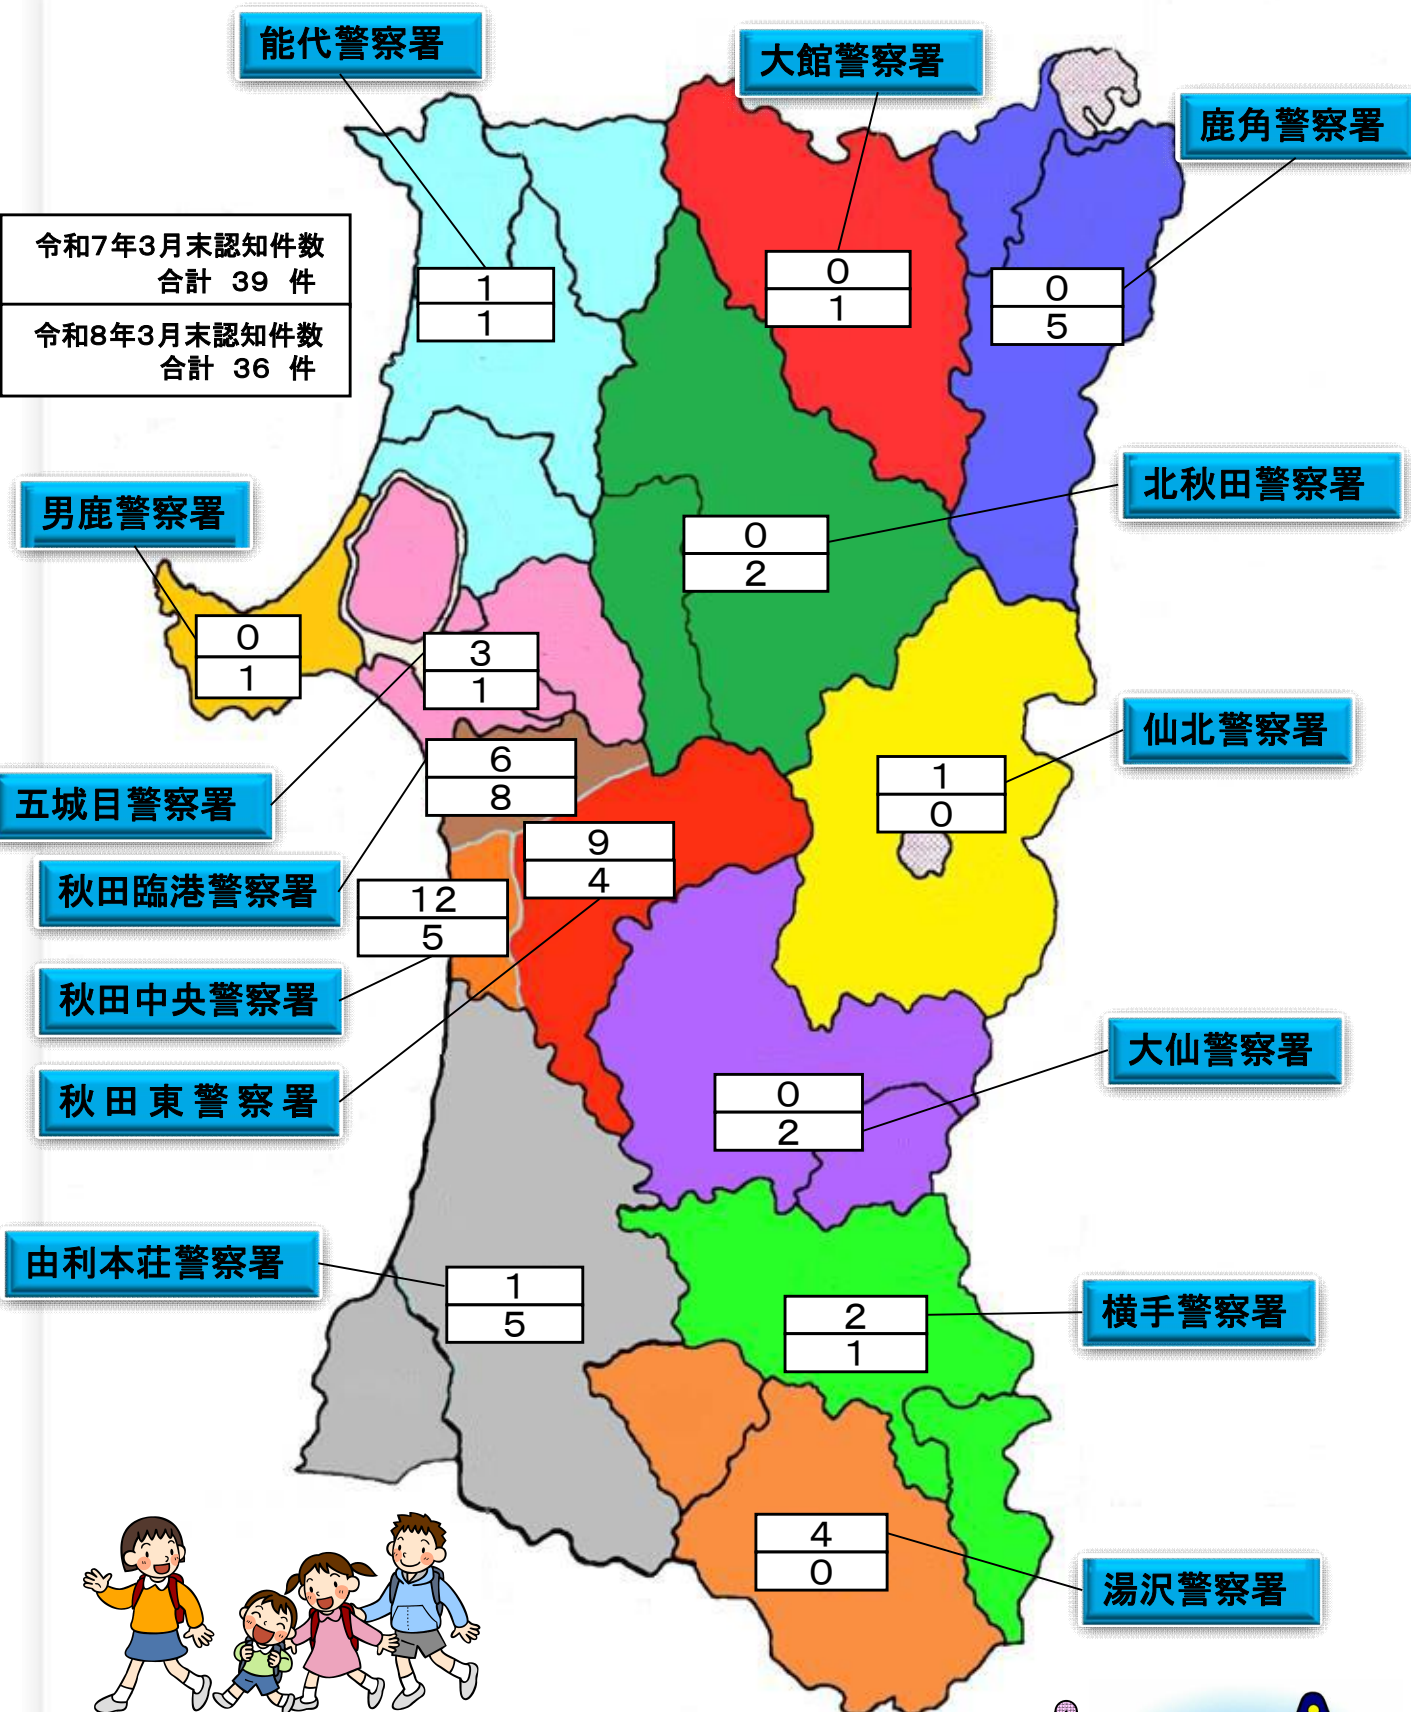 能代警察署
大館警察署
鹿角警察署
令和7年3月末認知件数
合計 39 件
令和8年3月末認知件数
合計 36 件
1
1
0
1
0
5
北秋田警察署
男鹿警察署
0
2
0
1
3
1
仙北警察署
6
8
1
0
五城目警察署
9
4
秋田臨港警察署
12
5
秋田中央警察署
大仙警察署
秋田東警察署
0
2
由利本荘警察署
1
5
横手警察署
2
1
4
0
湯沢警察署